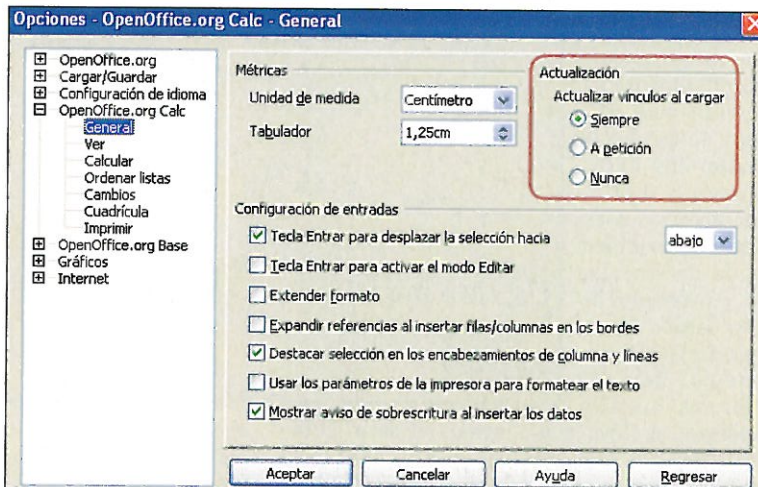 Opciones - OpenOffice.org Calc - General
OpenOffice.org
Cargar/Guardar
Configuración de idioma
OpenOffice.org Calc
General
Ver
Calcular
Ordenar listas
Cambios
Cuadrícula
Imprimir
OpenOffice.org Base
Gráficos
Internet
Métricas
Unidad de medida
Centímetro
Tabulador
1,25cm
Actualización
Actualizar vínculos al cargar
Siempre
A petición
Nunca
Configuración de entradas
Tecla Entrar para desplazar la selección hacia
abajo
Tecla Entrar para activar el modo Editar
Extender formato
Expandir referencias al insertar filas/columnas en los bordes
Destacar selección en los encabezamientos de columna y líneas
Usar los parámetros de la impresora para formatear el texto
Mostrar aviso de sobrescritura al insertar los datos
Aceptar
Cancelar
Ayuda
Regresar